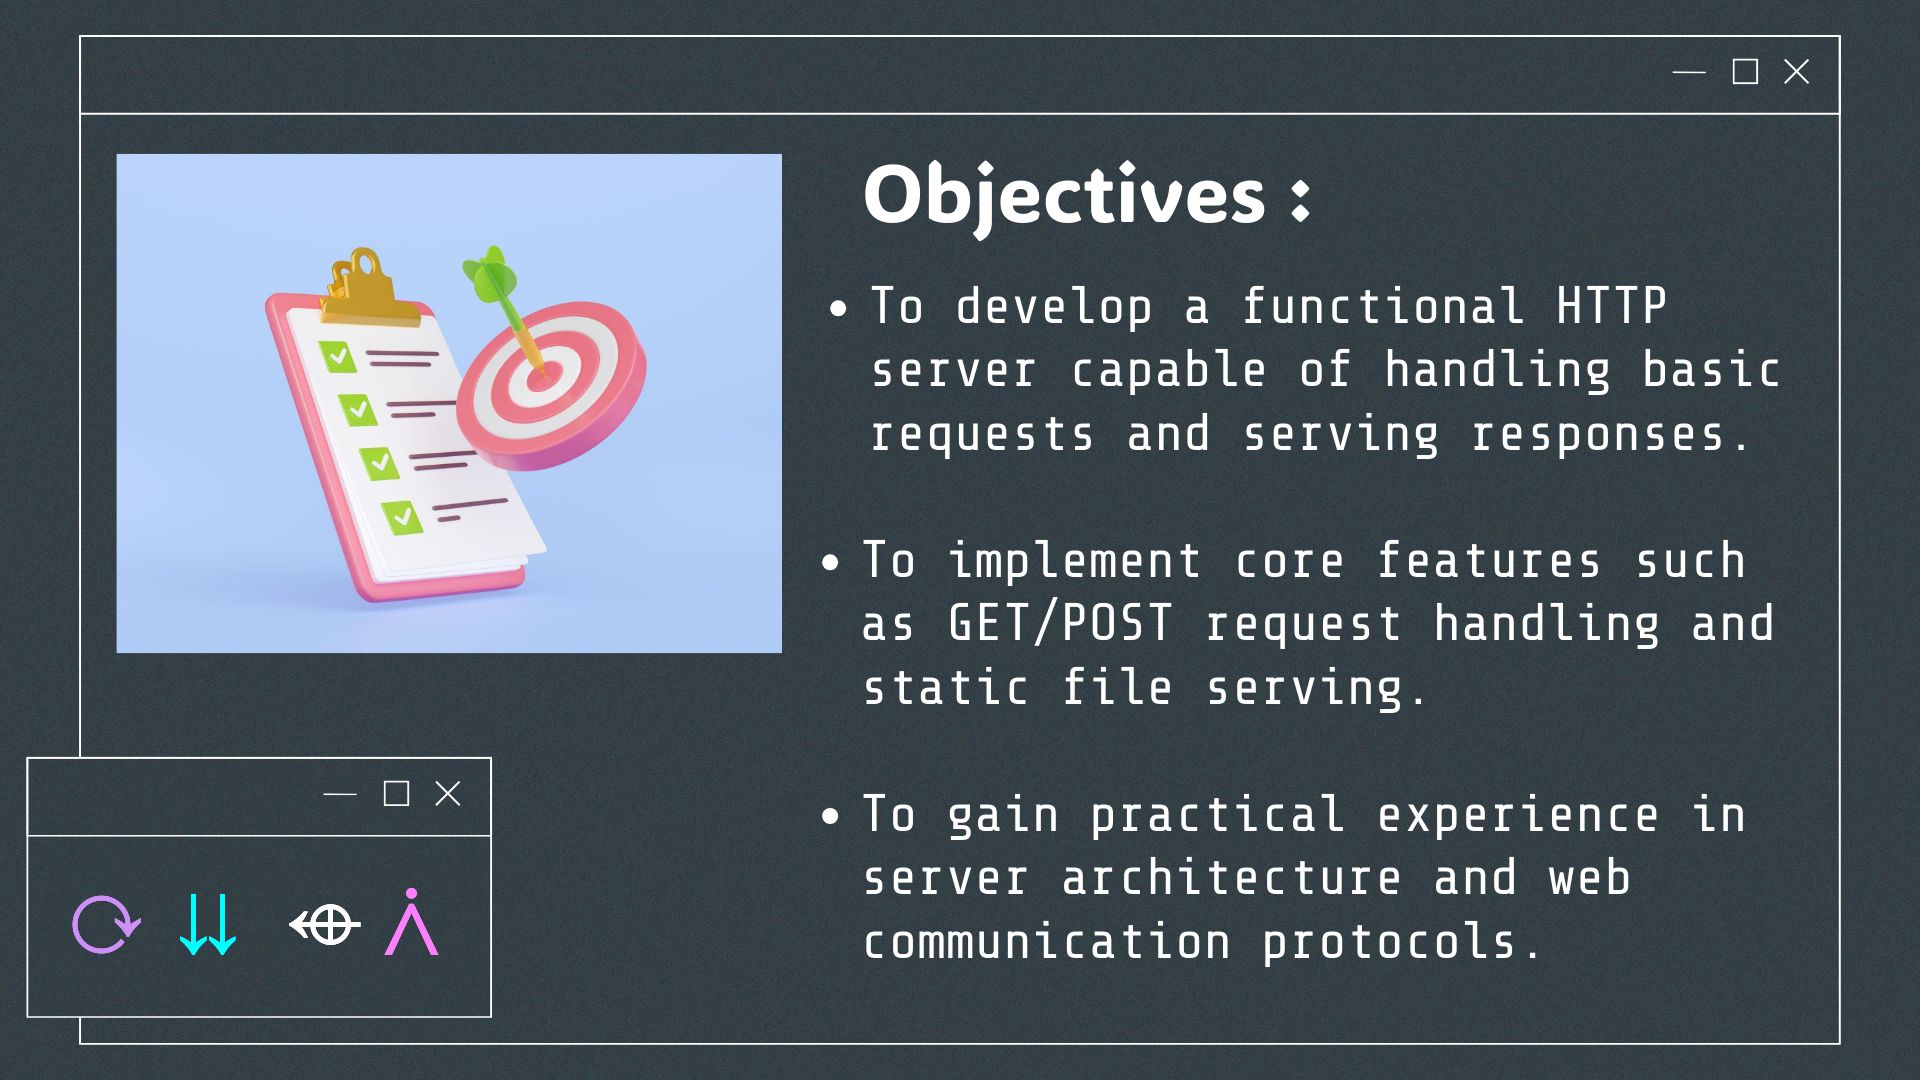 Objectives :
• To develop a functional HTTP
server capable of handling basic
requests and serving responses.
• To implement core features such
as GET/POST request handling and
static file serving.
• To gain practical experience in
server architecture and web
communication protocols.